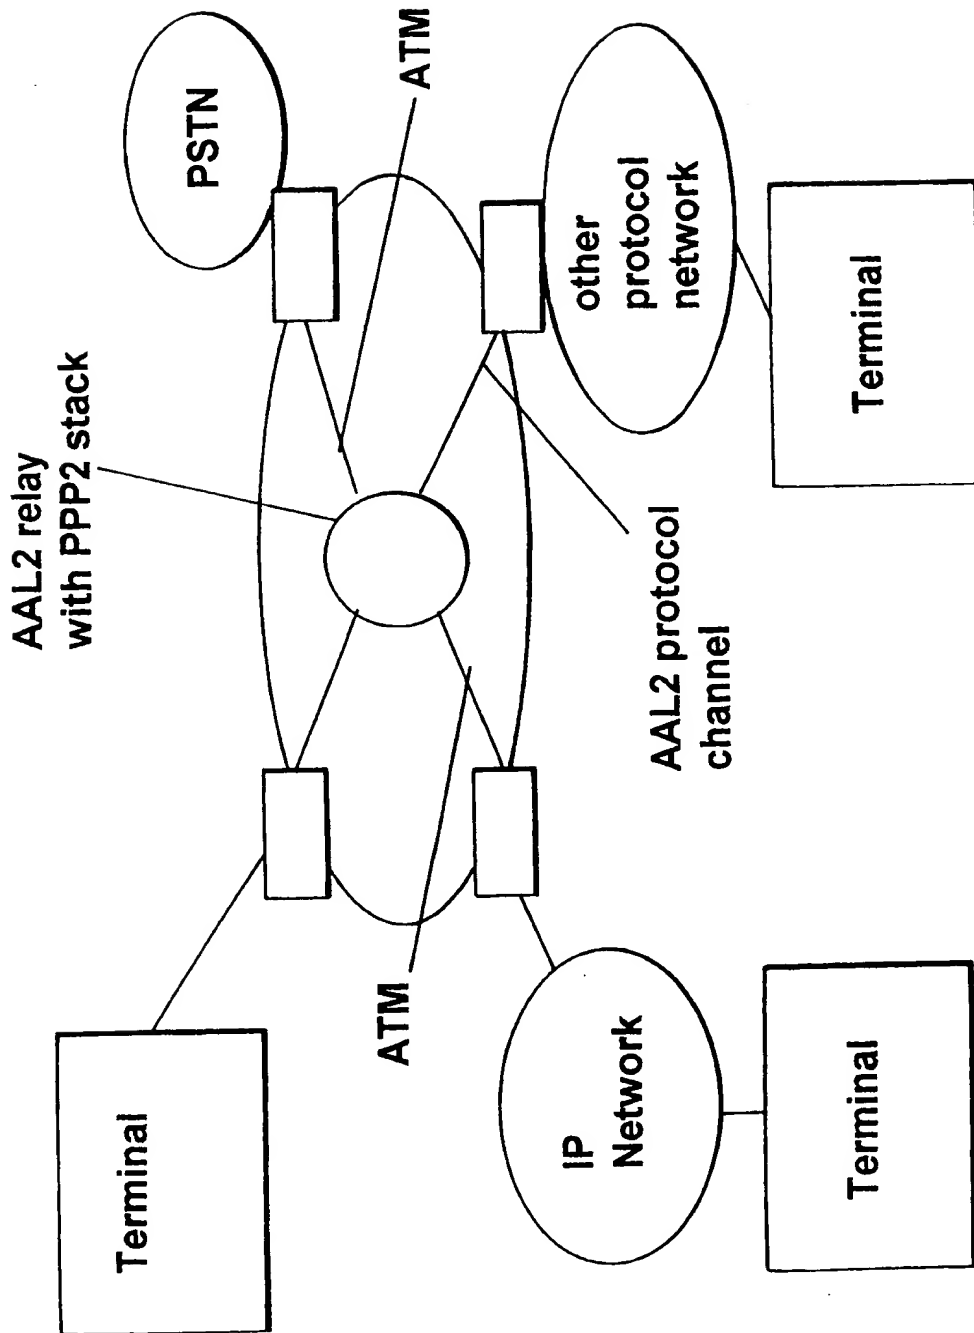 AAL2 relay
with PPP2 stack
PSTN
ATM
Terminal
ATM
IP
Network
Terminal
AAL2 protocol
channel
other
protocol
network
Terminal